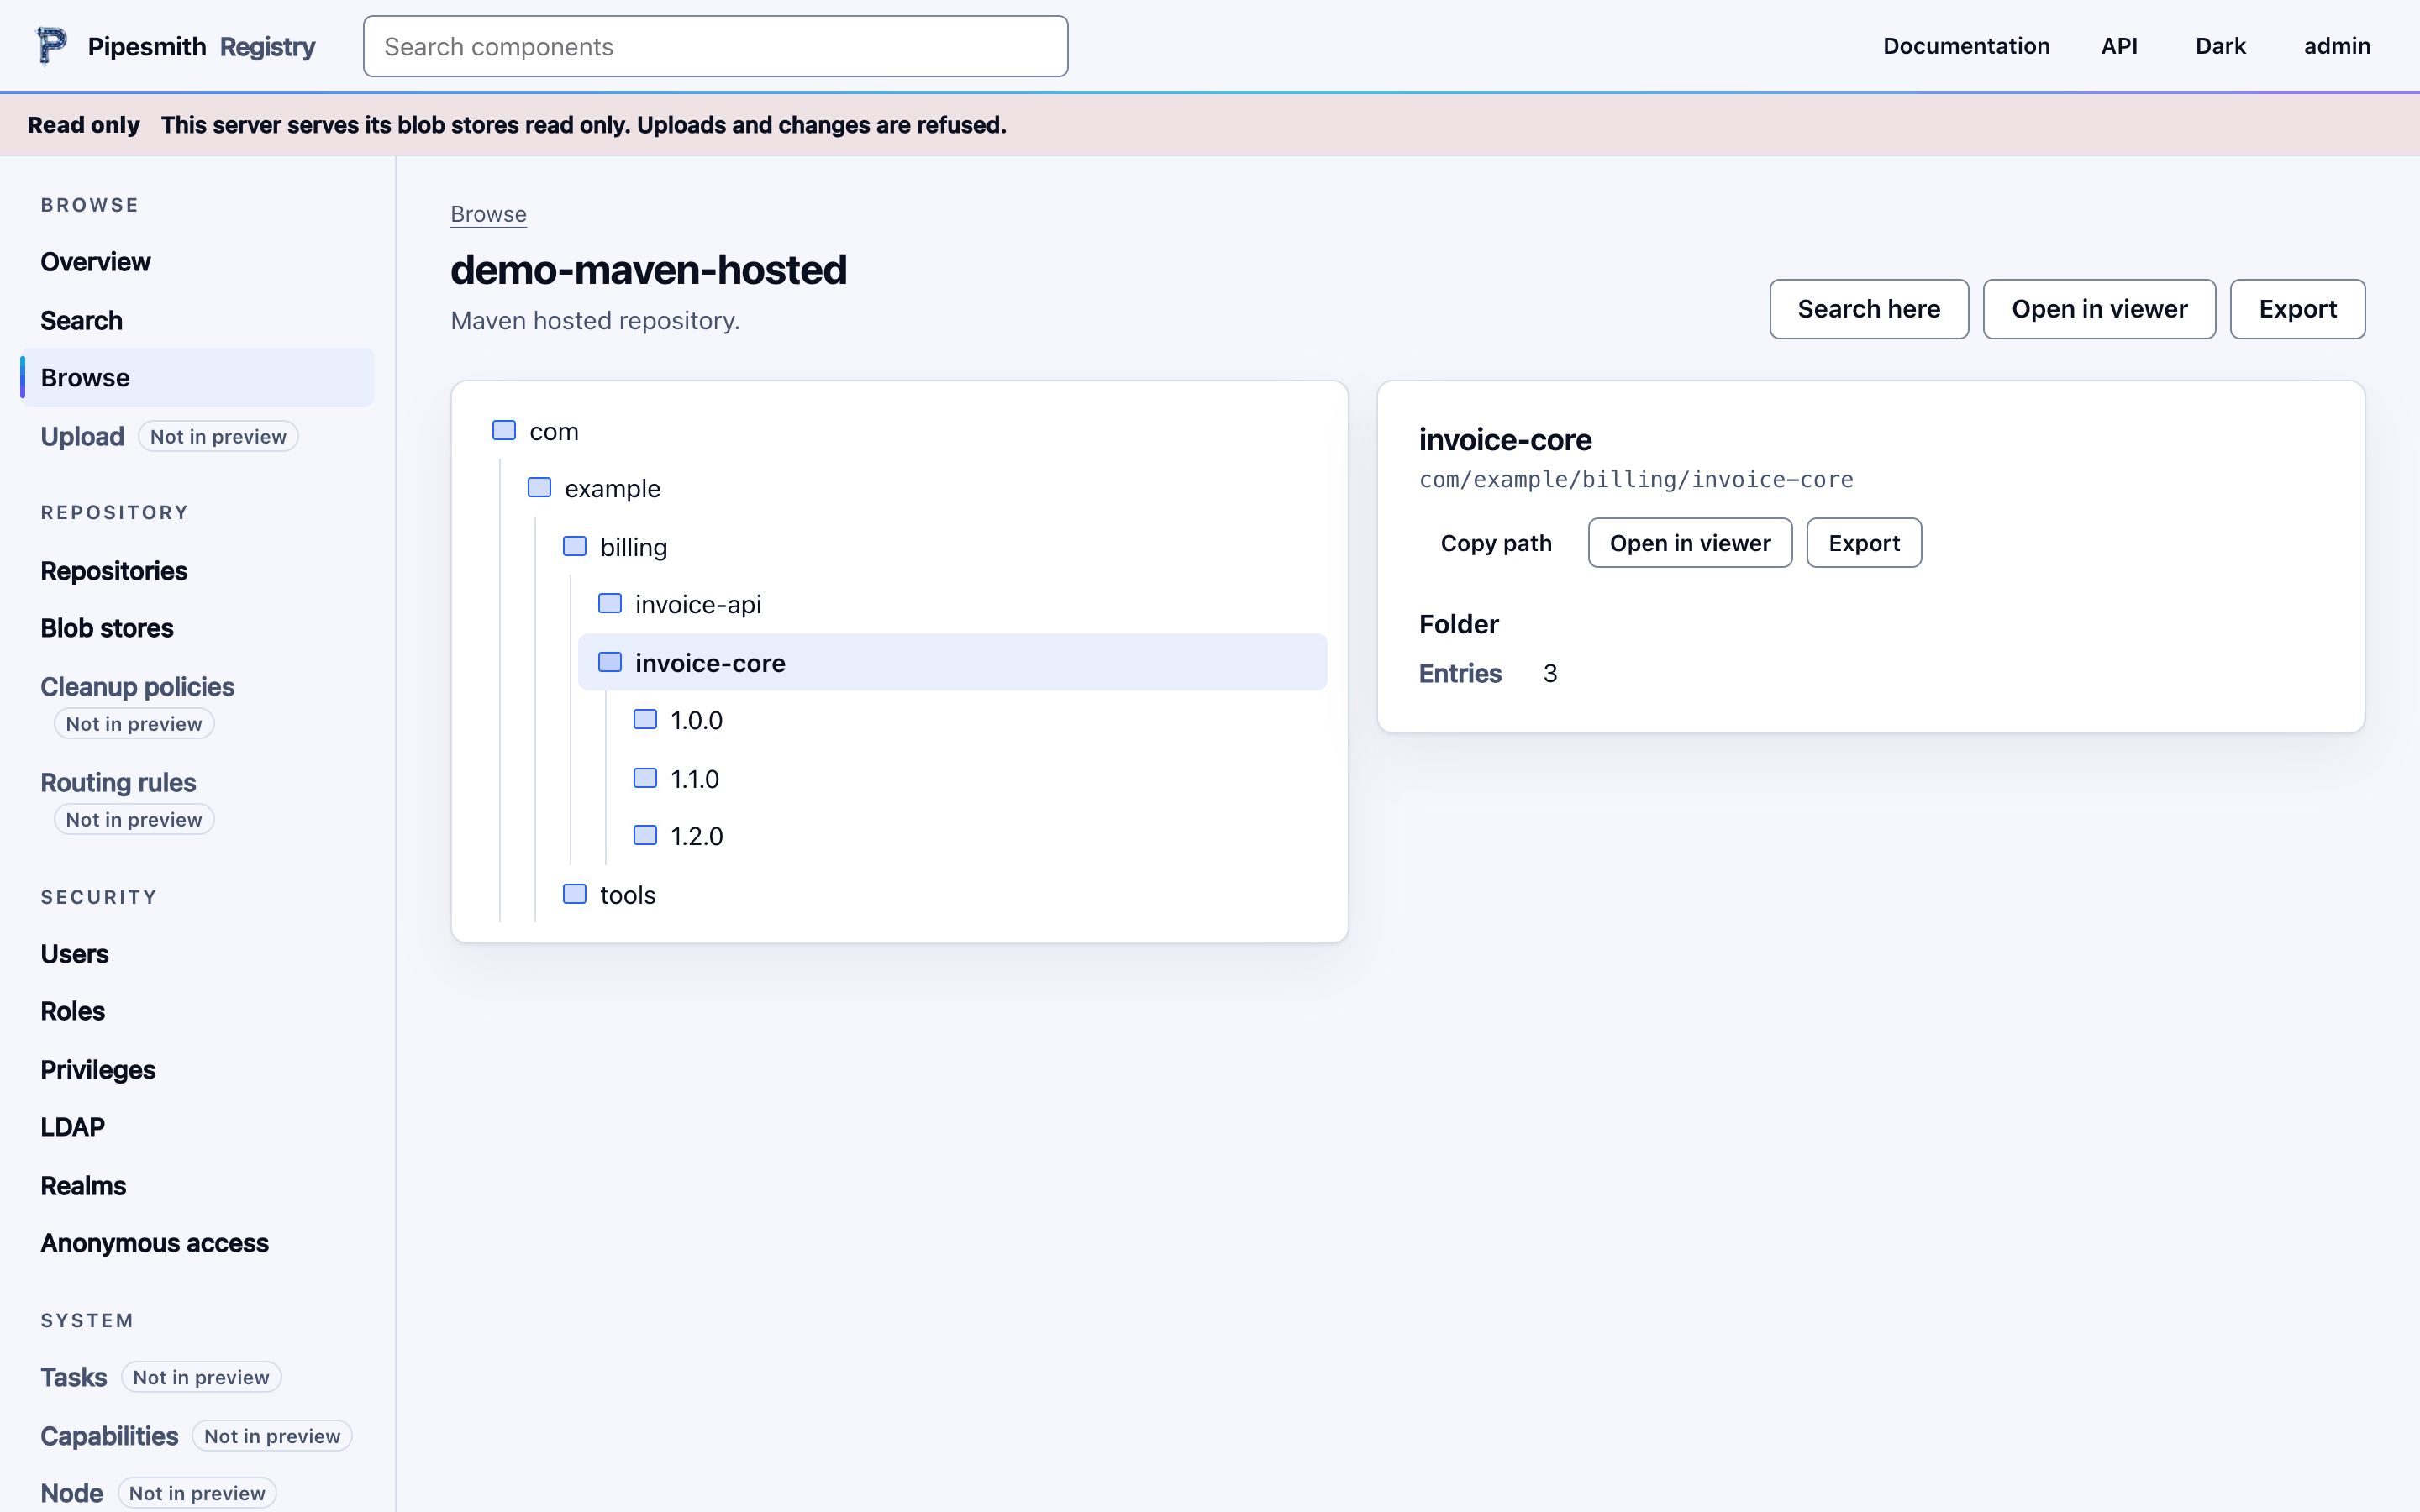 Pipesmith Registry
Search components
Documentation
API
Dark
admin
Read only This server serves its blob stores read only. Uploads and changes are refused.
BROWSE
Overview
Search
Browse
Upload Not in preview
REPOSITORY
Repositories
Blob stores
Cleanup policies
Not in preview
Routing rules
Not in preview
SECURITY
Users
Roles
Privileges
LDAP
Realms
Anonymous access
SYSTEM
Tasks Not in preview
Capabilities Not in preview
Node Not in preview
Browse
demo-maven-hosted
Maven hosted repository.
Search here
Open in viewer
Export
com
example
billing
invoice-api
invoice-core
1.0.0
1.1.0
1.2.0
tools
invoice-core
com/example/billing/invoice-core
Copy path
Open in viewer
Export
Folder
Entries 3